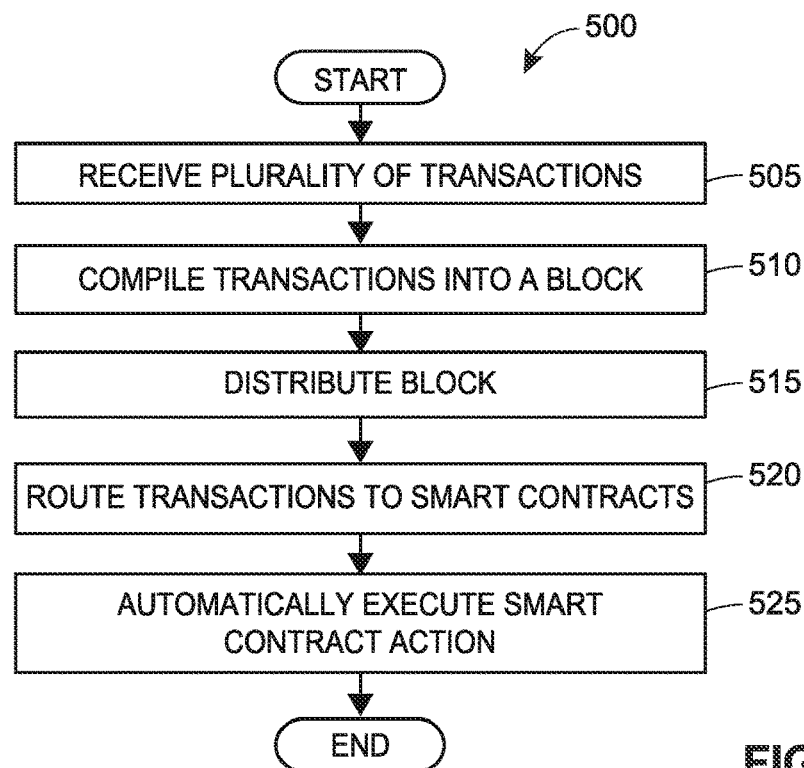 500
START
RECEIVE PLURALITY OF TRANSACTIONS
505
COMPILE TRANSACTIONS INTO A BLOCK
510
DISTRIBUTE BLOCK
515
ROUTE TRANSACTIONS TO SMART CONTRACTS
520
AUTOMATICALLY EXECUTE SMART
CONTRACT ACTION
525
END